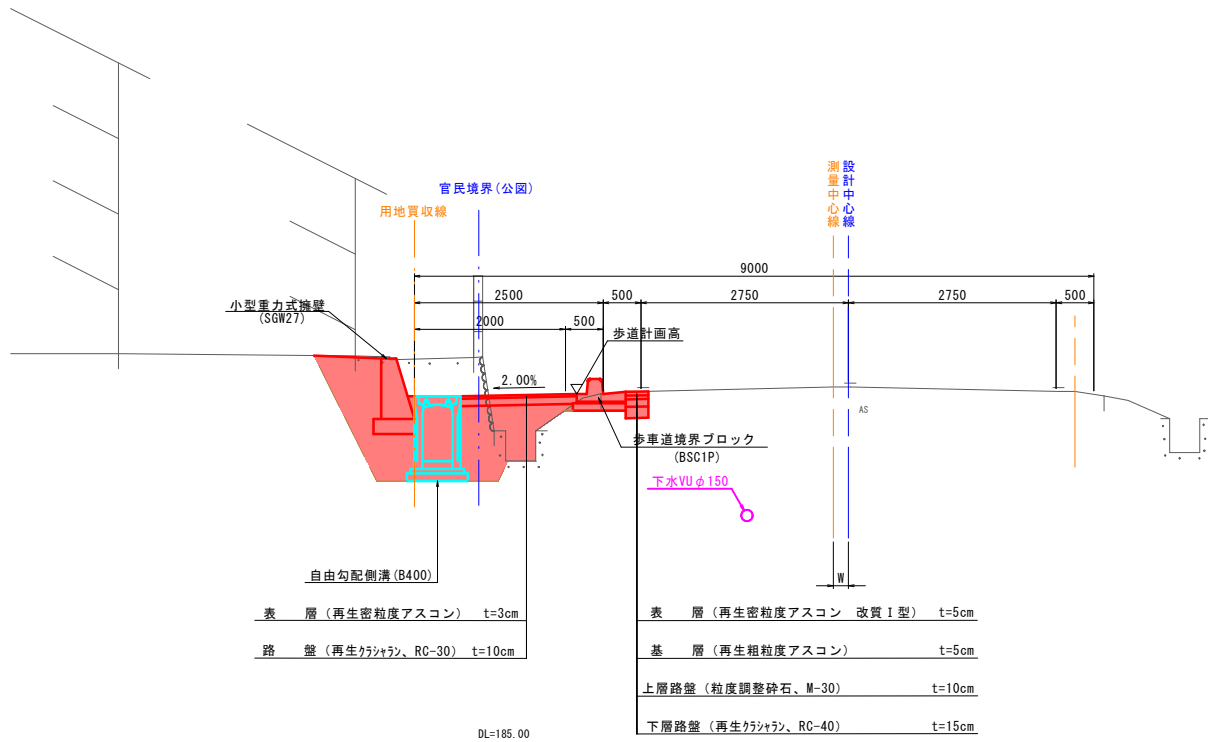 測量中心線
設計中心線
官民境界(公図)
用地買収線
9000
2500
500
2750
2750
500
小型重力式擁壁
(SGW27)
2000
500
歩道計画高
2.00%
AS
歩車道境界ブロック
(BSC1P)
下水VUφ150
自由勾配側溝(B400)
W
表　　層 (再生密粒度アスコン) t=3cm
路　　盤 (再生クラシャラン、RC-30) t=10cm
表　　層 (再生密粒度アスコン　改質Ⅰ型) t=5cm
基　　層 (再生粗粒度アスコン) t=5cm
上層路盤 (粒度調整砕石、M-30) t=10cm
下層路盤 (再生クラシャラン、RC-40) t=15cm
DL=185.00